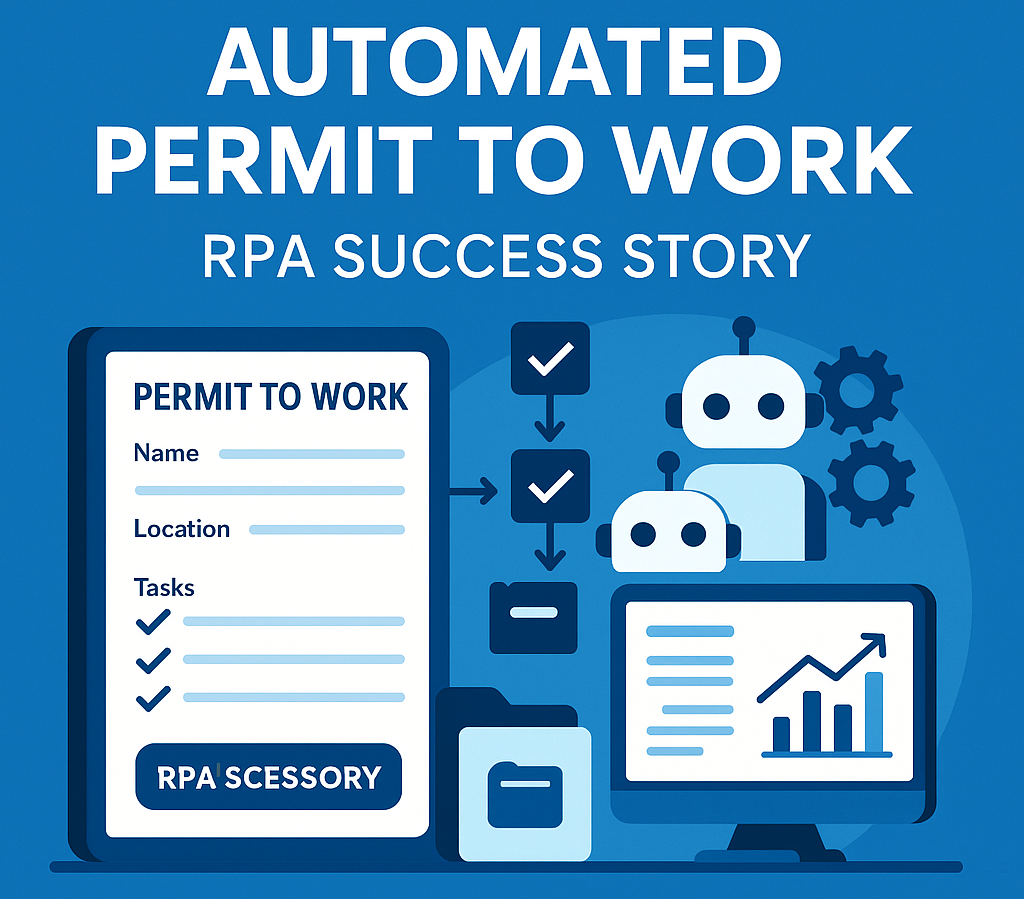 AUTOMATED
PERMIT TO WORK
RPA SUCCESS STORY
PERMIT TO WORK
Name
Location
Tasks
RPA SCESSORY